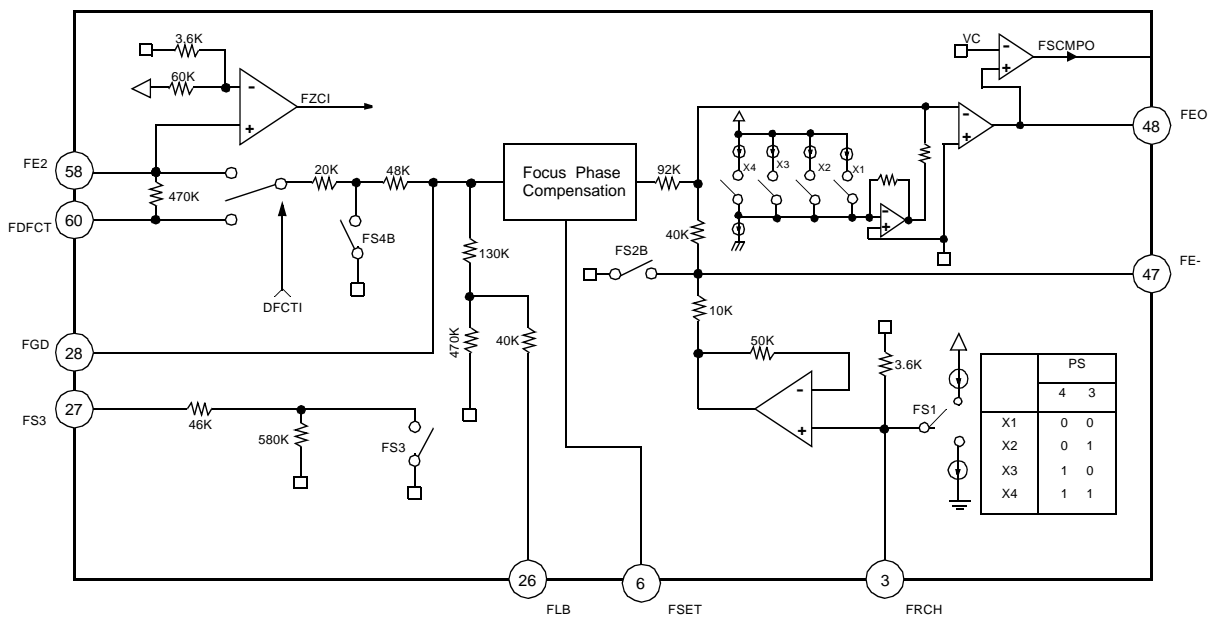 3.6K
60K
FZCI
FE2
58
470K
FDFCT
60
20K
48K
FS4B
DFCTI
Focus Phase
Compensation
92K
VC
FSCMPO
FEO
48
X4
X3
X2
X1
40K
FS2B
FE-
47
130K
470K
40K
10K
FGD
28
FS3
27
46K
580K
FS3
50K
3.6K
FS1
PS
4 3
X1 0 0
X2 0 1
X3 1 0
X4 1 1
26
FLB
6
FSET
3
FRCH